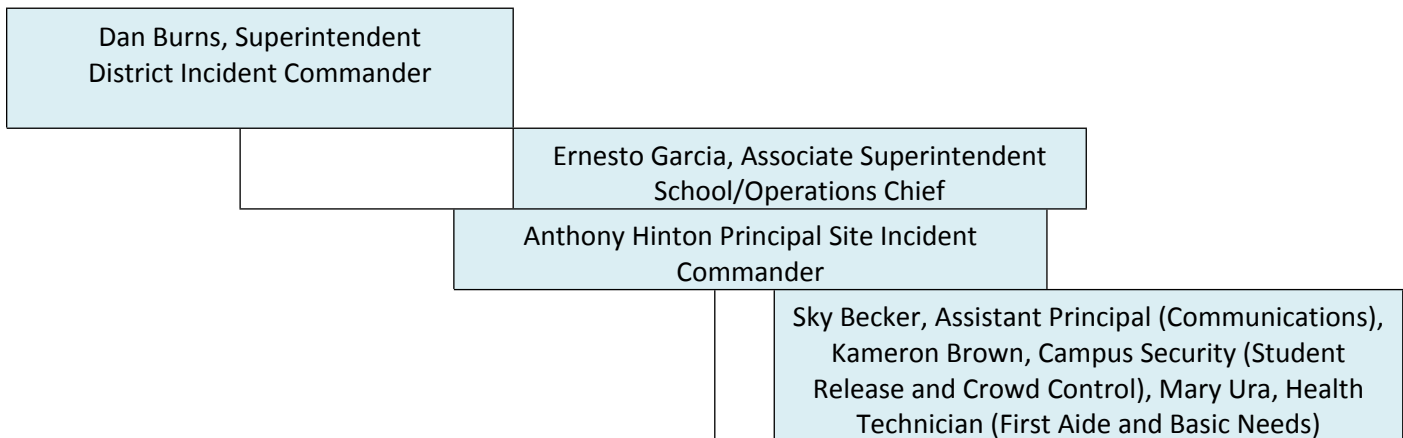 Dan Burns, Superintendent
District Incident Commander
Ernesto Garcia, Associate Superintendent
School/Operations Chief
Anthony Hinton Principal Site Incident
Commander
Sky Becker, Assistant Principal (Communications),
Kameron Brown, Campus Security (Student
Release and Crowd Control), Mary Ura, Health
Technician (First Aide and Basic Needs)